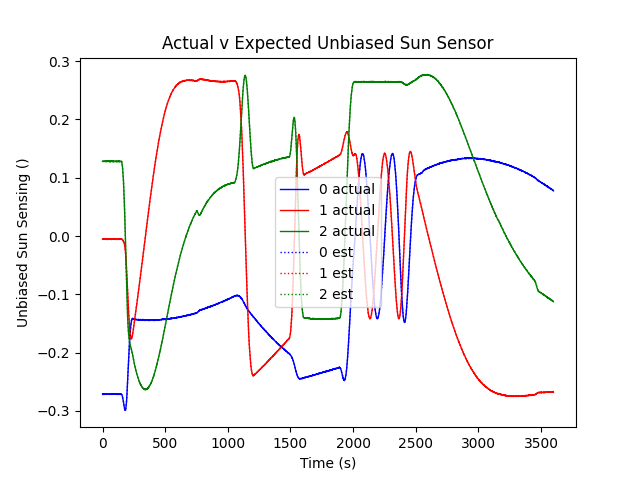 Actual v Expected Unbiased Sun Sensor
Unbiased Sun Sensing ()
0.3
0.2
0.1
0.0
−0.1
−0.2
−0.3
0 actual
1 actual
2 actual
0 est
1 est
2 est
0 500 1000 1500 2000 2500 3000 3500
Time (s)